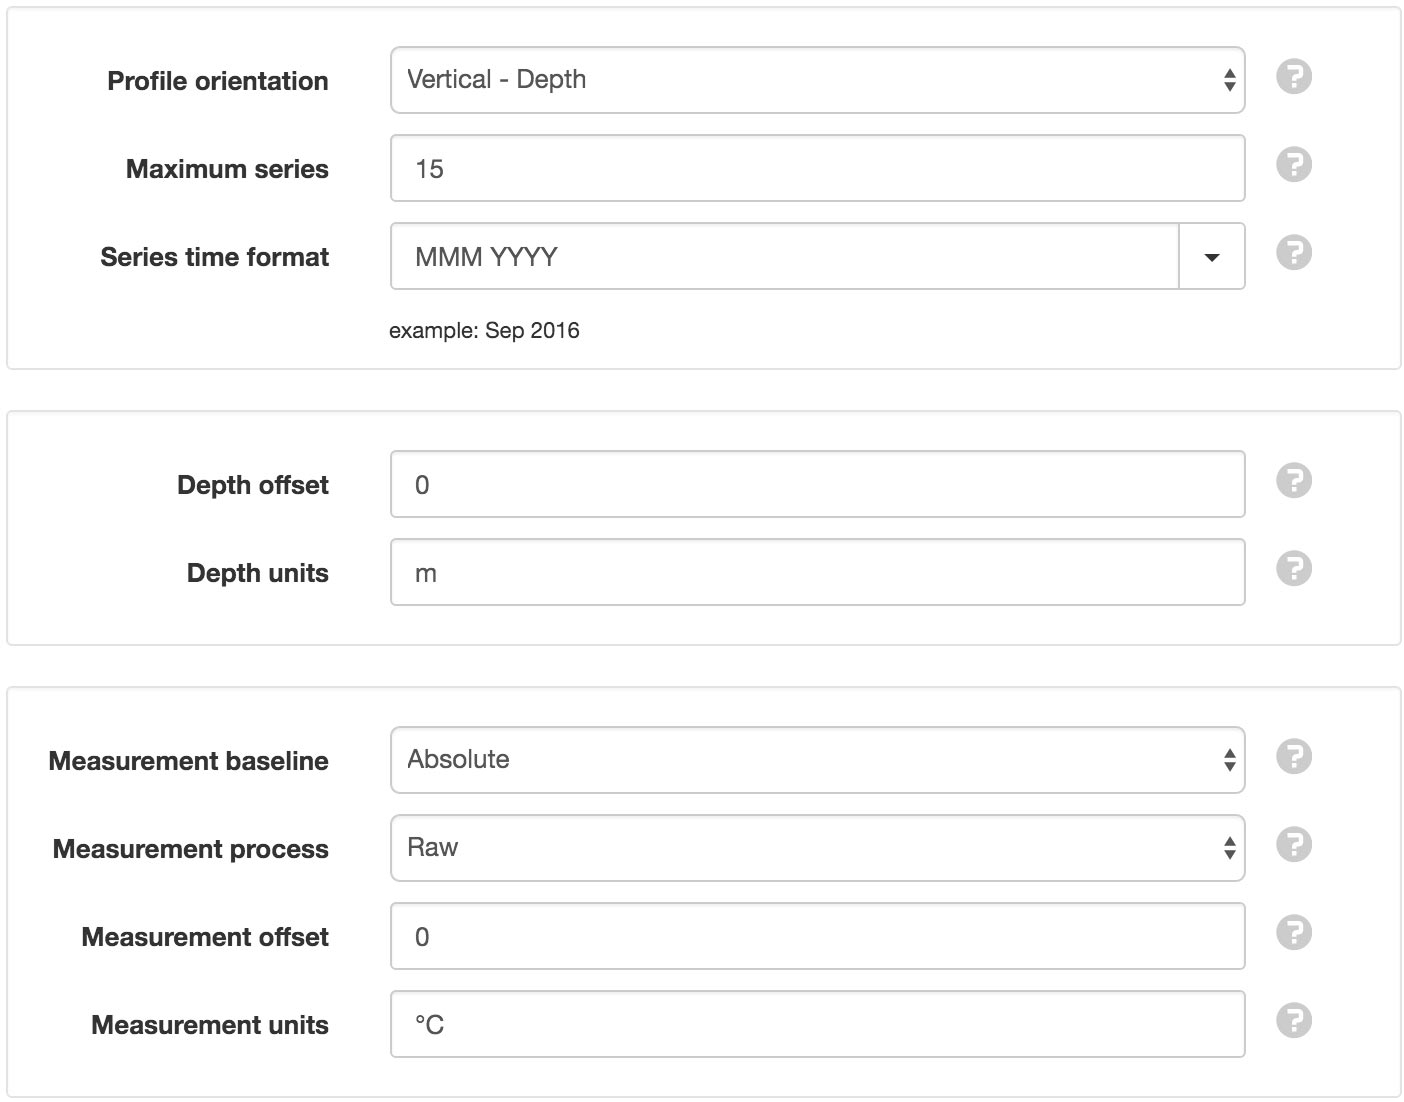 Profile orientation Vertical - Depth ?
Maximum series 15 ?
Series time format MMM YYYY ?
example: Sep 2016
Depth offset 0 ?
Depth units m ?
Measurement baseline Absolute ?
Measurement process Raw ?
Measurement offset 0 ?
Measurement units °C ?